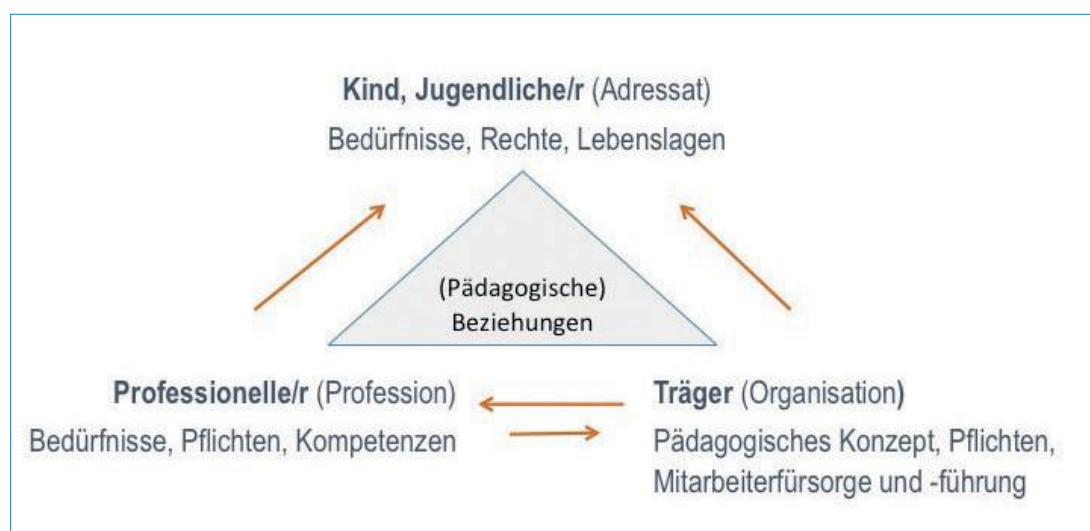 Kind, Jugendliche/r (Adressat)
Bedürfnisse, Rechte, Lebenslagen
(Pädagogische)
Beziehungen
Professionelle/r (Profession)
Bedürfnisse, Pflichten, Kompetenzen
Träger (Organisation)
Pädagogisches Konzept, Pflichten,
Mitarbeiterfürsorge und -führung